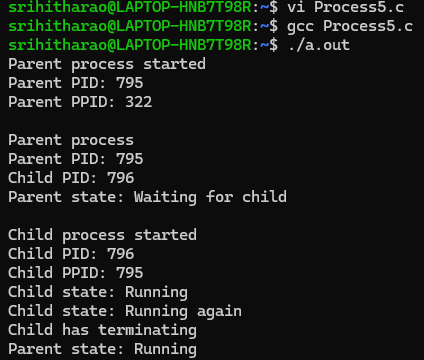 srihitharao@LAPTOP-HNB7T98R:~$ vi Process5.c
srihitharao@LAPTOP-HNB7T98R:~$ gcc Process5.c
srihitharao@LAPTOP-HNB7T98R:~$ ./a.out
Parent process started
Parent PID: 795
Parent PPID: 322
Parent process
Parent PID: 795
Child PID: 796
Parent state: Waiting for child
Child process started
Child PID: 796
Child PPID: 795
Child state: Running
Child state: Running again
Child has terminating
Parent state: Running